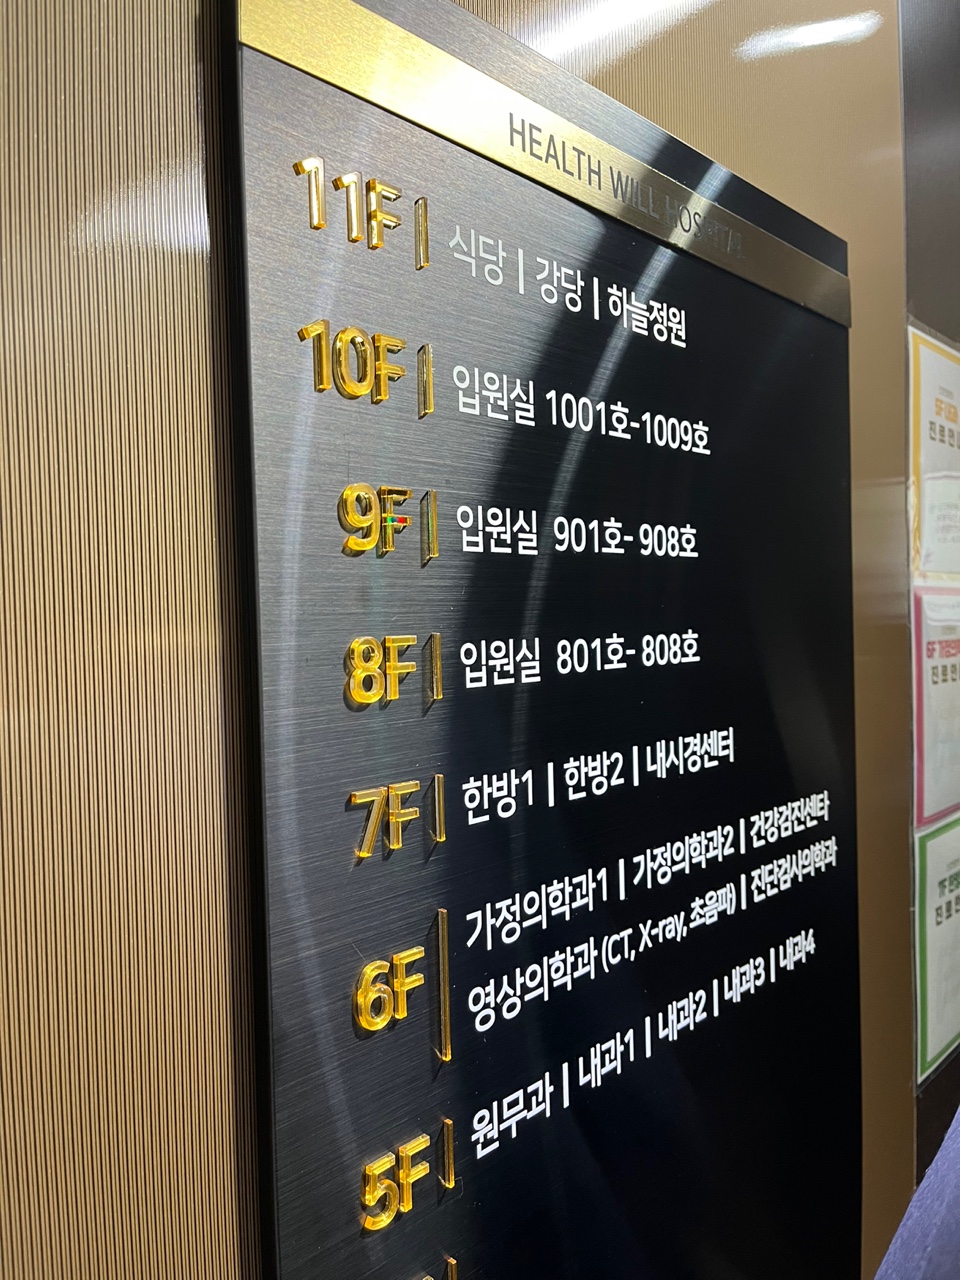 HEALTH WILL HOSPITAL
11F | 식당 | 강당 | 하늘정원
10F | 입원실 1001호-1009호
9F | 입원실 901호- 908호
8F | 입원실 801호- 808호
7F | 한방1 | 한방2 | 내시경센터
6F | 가정의학과1 | 가정의학과2 | 건강검진센타
영상의학과 (CT, X-ray, 초음파) | 진단검사의학과
5F | 원무과 | 내과1 | 내과2 | 내과3 | 내과4